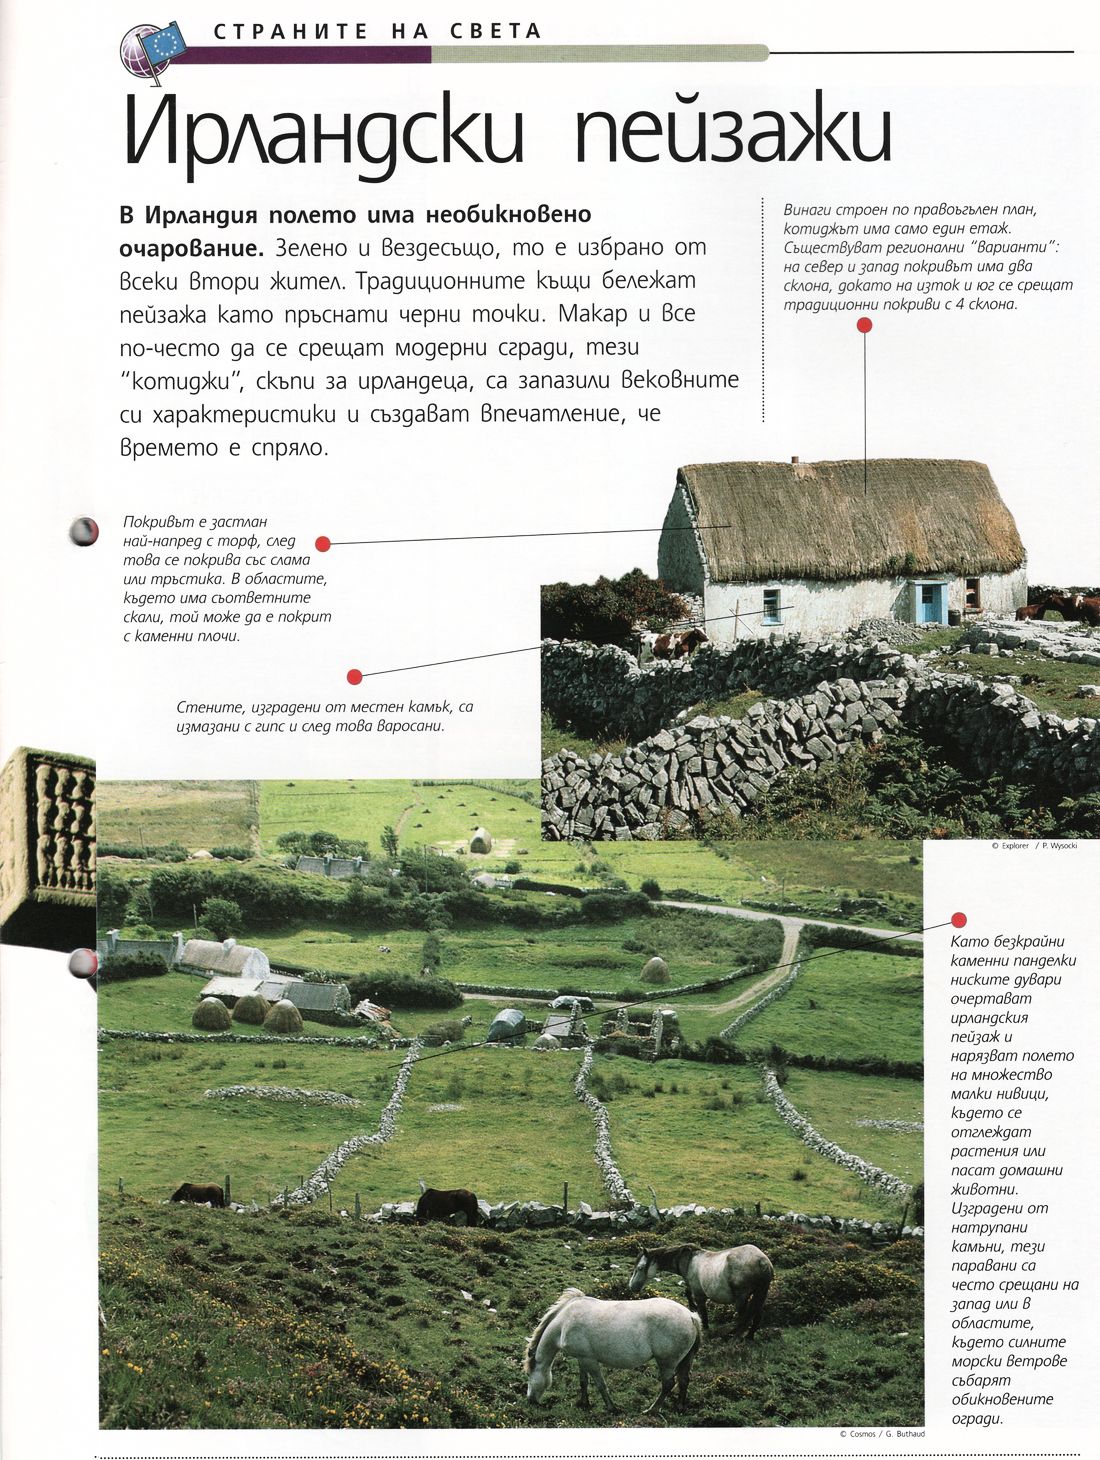 СТРАНИТЕ НА СВЕТА
Ирландски пейзажи
В Ирландия полето има необикновено
очарование. Зелено и вездесъщо, то е избрано от
всеки втори жител. Традиционните къщи бележат
пейзажа като пръснати черни точки. Макар и все
по-често да се срещат модерни сгради, тези
“котиджи”, скъпи за ирландеца, са запазили вековните
си характеристики и създават впечатление, че
времето е спряло.
Винаги строен по правоъгълен план,
котиджът има само един етаж.
Съществуват регионални “варианти”:
на север и запад покривът има два
склона, докато на изток и юг се срещат
традиционни покриви с 4 склона.
Покривът е застлан
най-напред с торф, след
това се покрива със слама
или тръстика. В областите,
където има съответните
скали, той може да е покрит
с каменни плочи.
Стените, изградени от местен камък, са
измазани с гипс и след това варосани.
© Explorer / P. Wysocki
Като безкрайни
каменни панделки
ниските дувари
очертават
ирландския
пейзаж и
нарязват полето
на множество
малки нивици,
където се
отглеждат
растения или
пасат домашни
животни.
Изградени от
натрупани
камъни, тези
паравани са
често срещани на
запад или в
областите,
където силните
морски ветрове
събарят
обикновените
огради.
© Cosmos / G. Buthaud